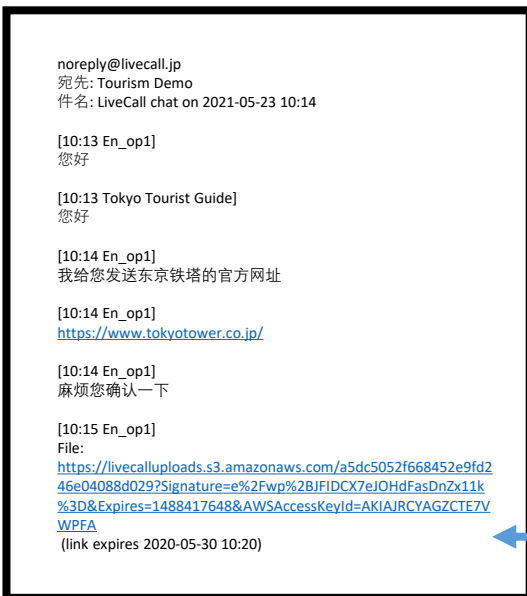 noreply@livecall.jp
宛先: Tourism Demo
件名: LiveCall chat on 2021-05-23 10:14
[10:13 En_op1]
您好
[10:13 Tokyo Tourist Guide]
您好
[10:14 En_op1]
我给您发送东京铁塔的官方网址
[10:14 En_op1]
https://www.tokyotower.co.jp/
[10:14 En_op1]
麻烦您确认一下
[10:15 En_op1]
File:
https://livecalluploads.s3.amazonaws.com/a5dc5052f668452e9fd2
46e04088d029?Signature=e%2Fwp%2BJFIDCX7eJOHdFasDnZx11k
%3D&Expires=1488417648&AWSAccessKeyId=AKIAJRCYAGZCTE7V
WPFA
(link expires 2020-05-30 10:20)